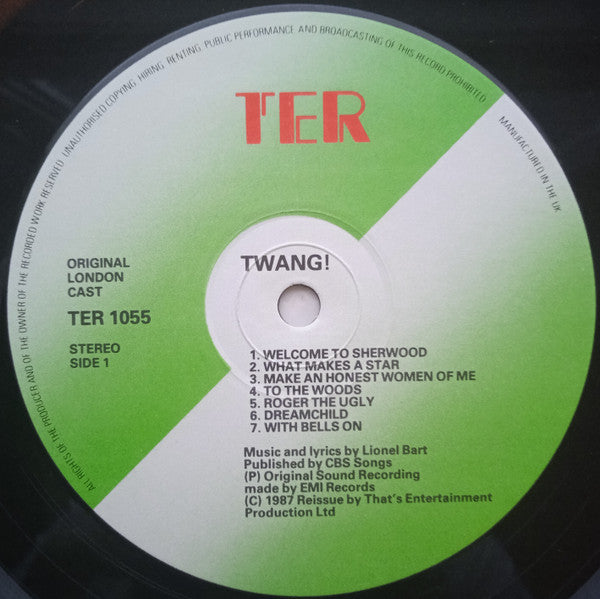 ALL RIGHTS OF THE PRODUCER AND OF THE OWNER OF THE RECORDED WORK RESERVED. UNAUTHORISED COPYING, HIRING, RENTING, PUBLIC PERFORMANCE AND BROADCASTING OF THIS RECORD PROHIBITED
MANUFACTURED IN THE UK
TER
ORIGINAL
LONDON
CAST
TER 1055
STEREO
SIDE 1
TWANG!
1. WELCOME TO SHERWOOD
2. WHAT MAKES A STAR
3. MAKE AN HONEST WOMEN OF ME
4. TO THE WOODS
5. ROGER THE UGLY
6. DREAMCHILD
7. WITH BELLS ON
Music and lyrics by Lionel Bart
Published by CBS Songs
(P) Original Sound Recording
made by EMI Records
(C) 1987 Reissue by That's Entertainment
Production Ltd